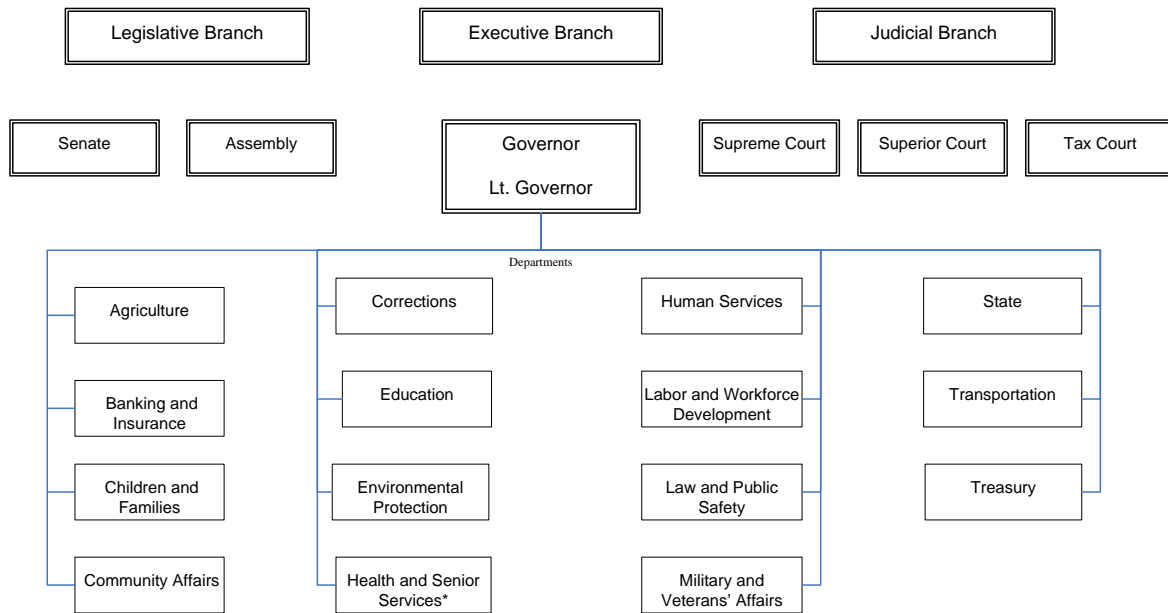 Legislative Branch
Executive Branch
Judicial Branch
Senate
Assembly
Governor
Lt. Governor
Supreme Court
Superior Court
Tax Court
Departments
Agriculture
Banking and
Insurance
Children and
Families
Community Affairs
Corrections
Education
Environmental
Protection
Health and Senior
Services*
Human Services
Labor and Workforce
Development
Law and Public
Safety
Military and
Veterans’ Affairs
State
Transportation
Treasury